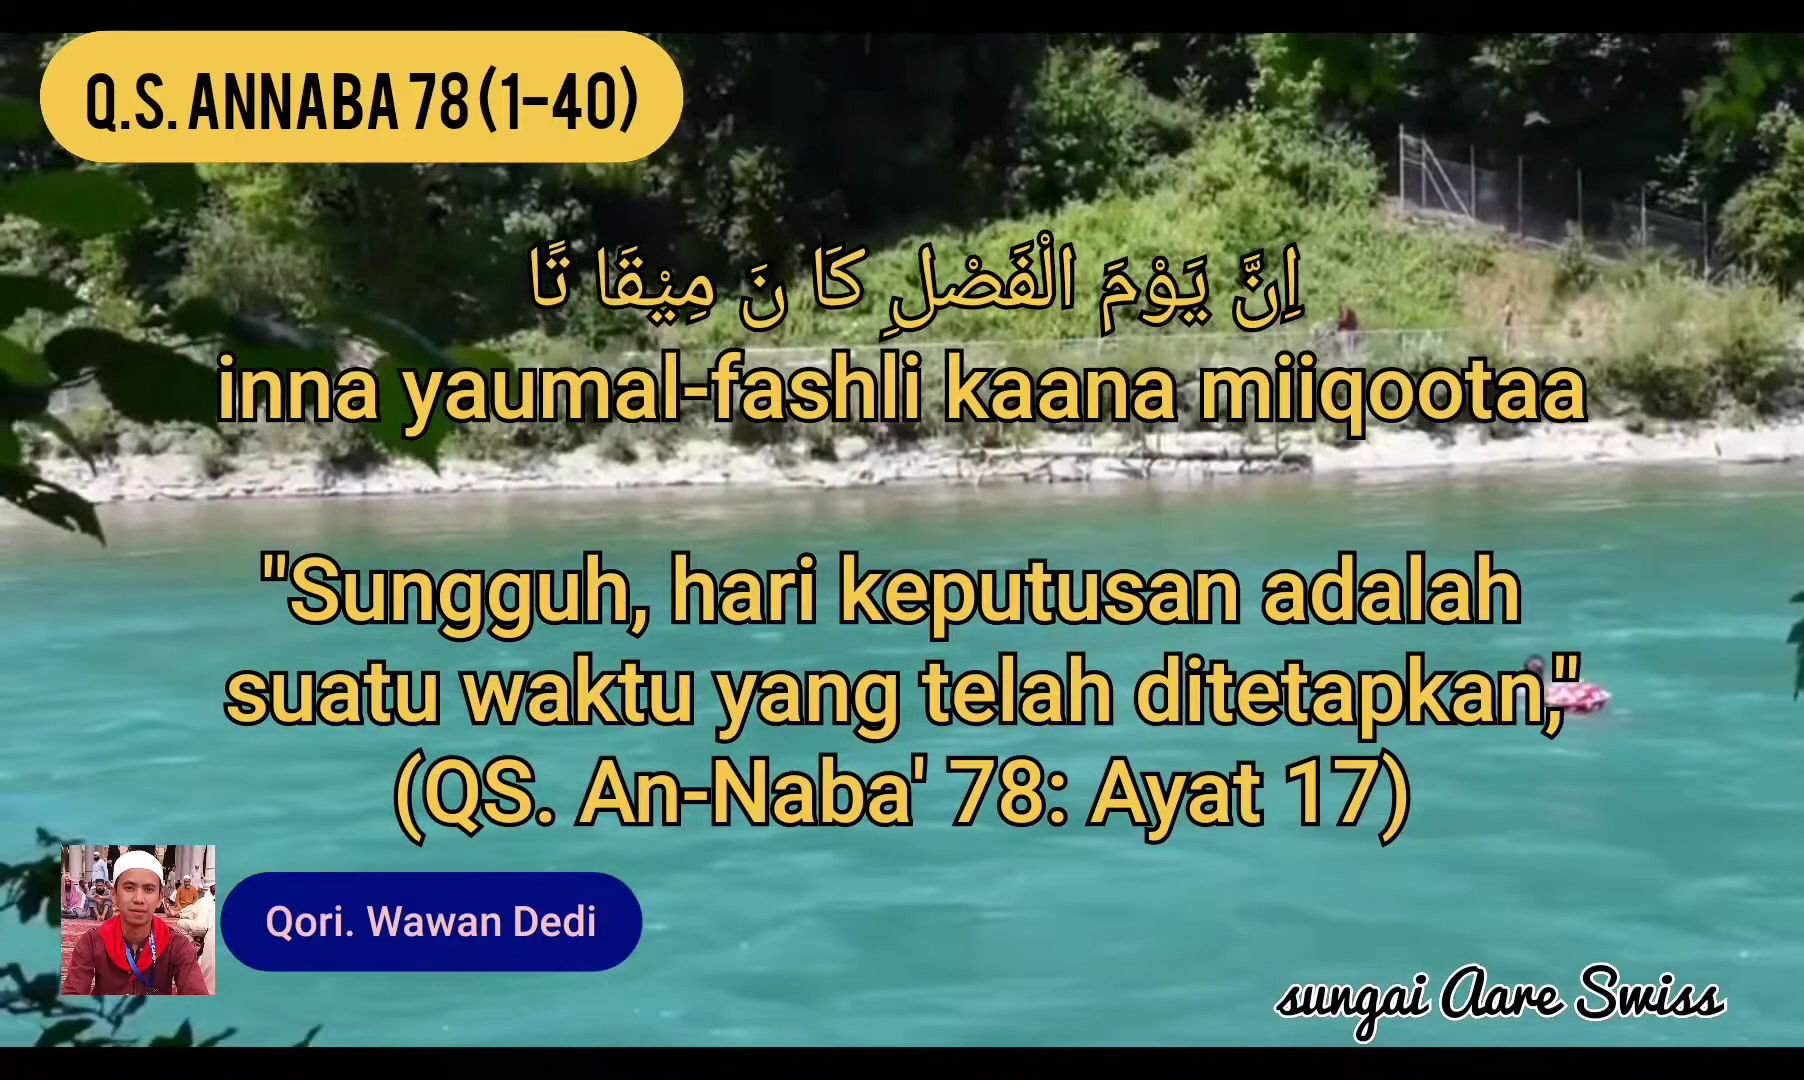 Q.S. ANNABA 78 (1-40)
اِنَّ يَوْمَ الْفَصْلِ كَا نَ مِيْقَا تًا
inna yaumal-fashli kaana miiqootaa
"Sungguh, hari keputusan adalah
suatu waktu yang telah ditetapkan,"
(QS. An-Naba' 78: Ayat 17)
Qori. Wawan Dedi
sungai Aare Swiss